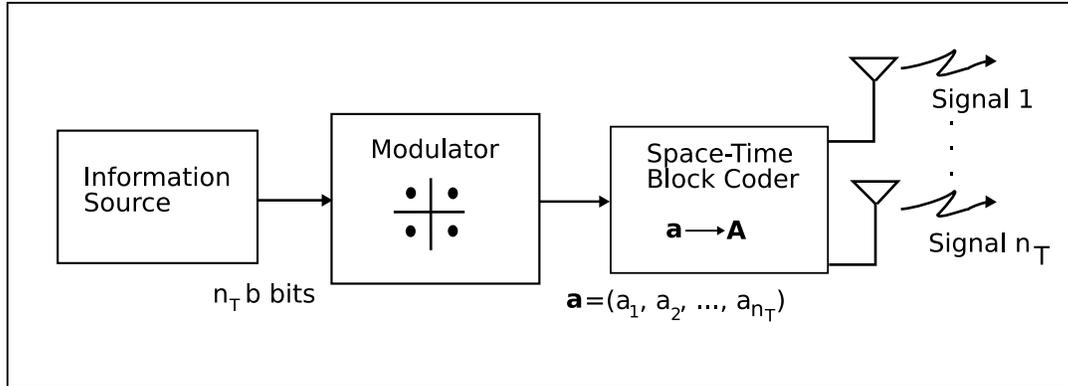 Information
Source
n_T b bits
Modulator
a=(a_1, a_2, ..., a_{n_T})
Space-Time
Block Coder
a→A
Signal 1
Signal n_T